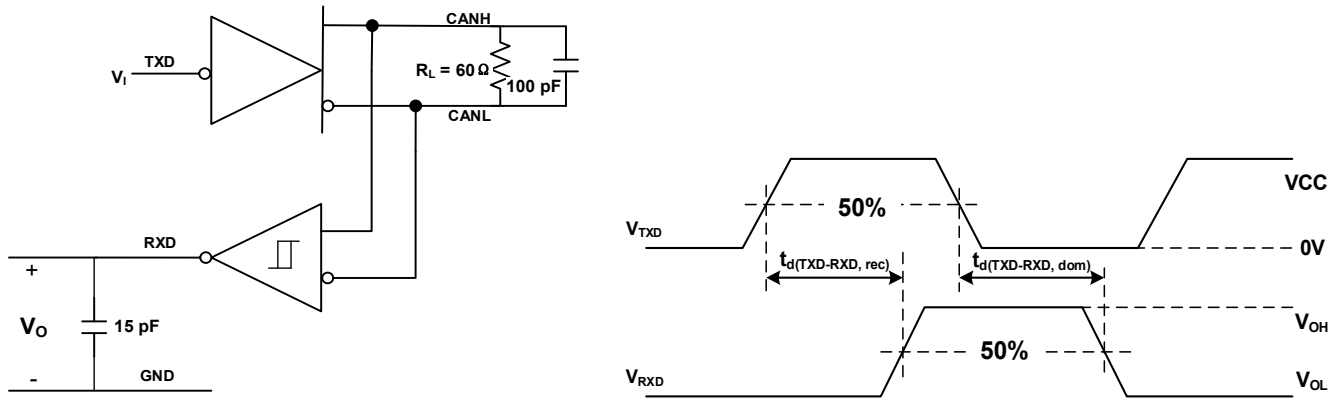 CANH
TXD
V_I
R_L = 60 Ω
100 pF
CANL
RXD
+
V_O
15 pF
-
GND
VCC
50%
V_TXD
0V
t_d(TXD-RXD, rec)
t_d(TXD-RXD, dom)
V_OH
50%
V_RXD
V_OL